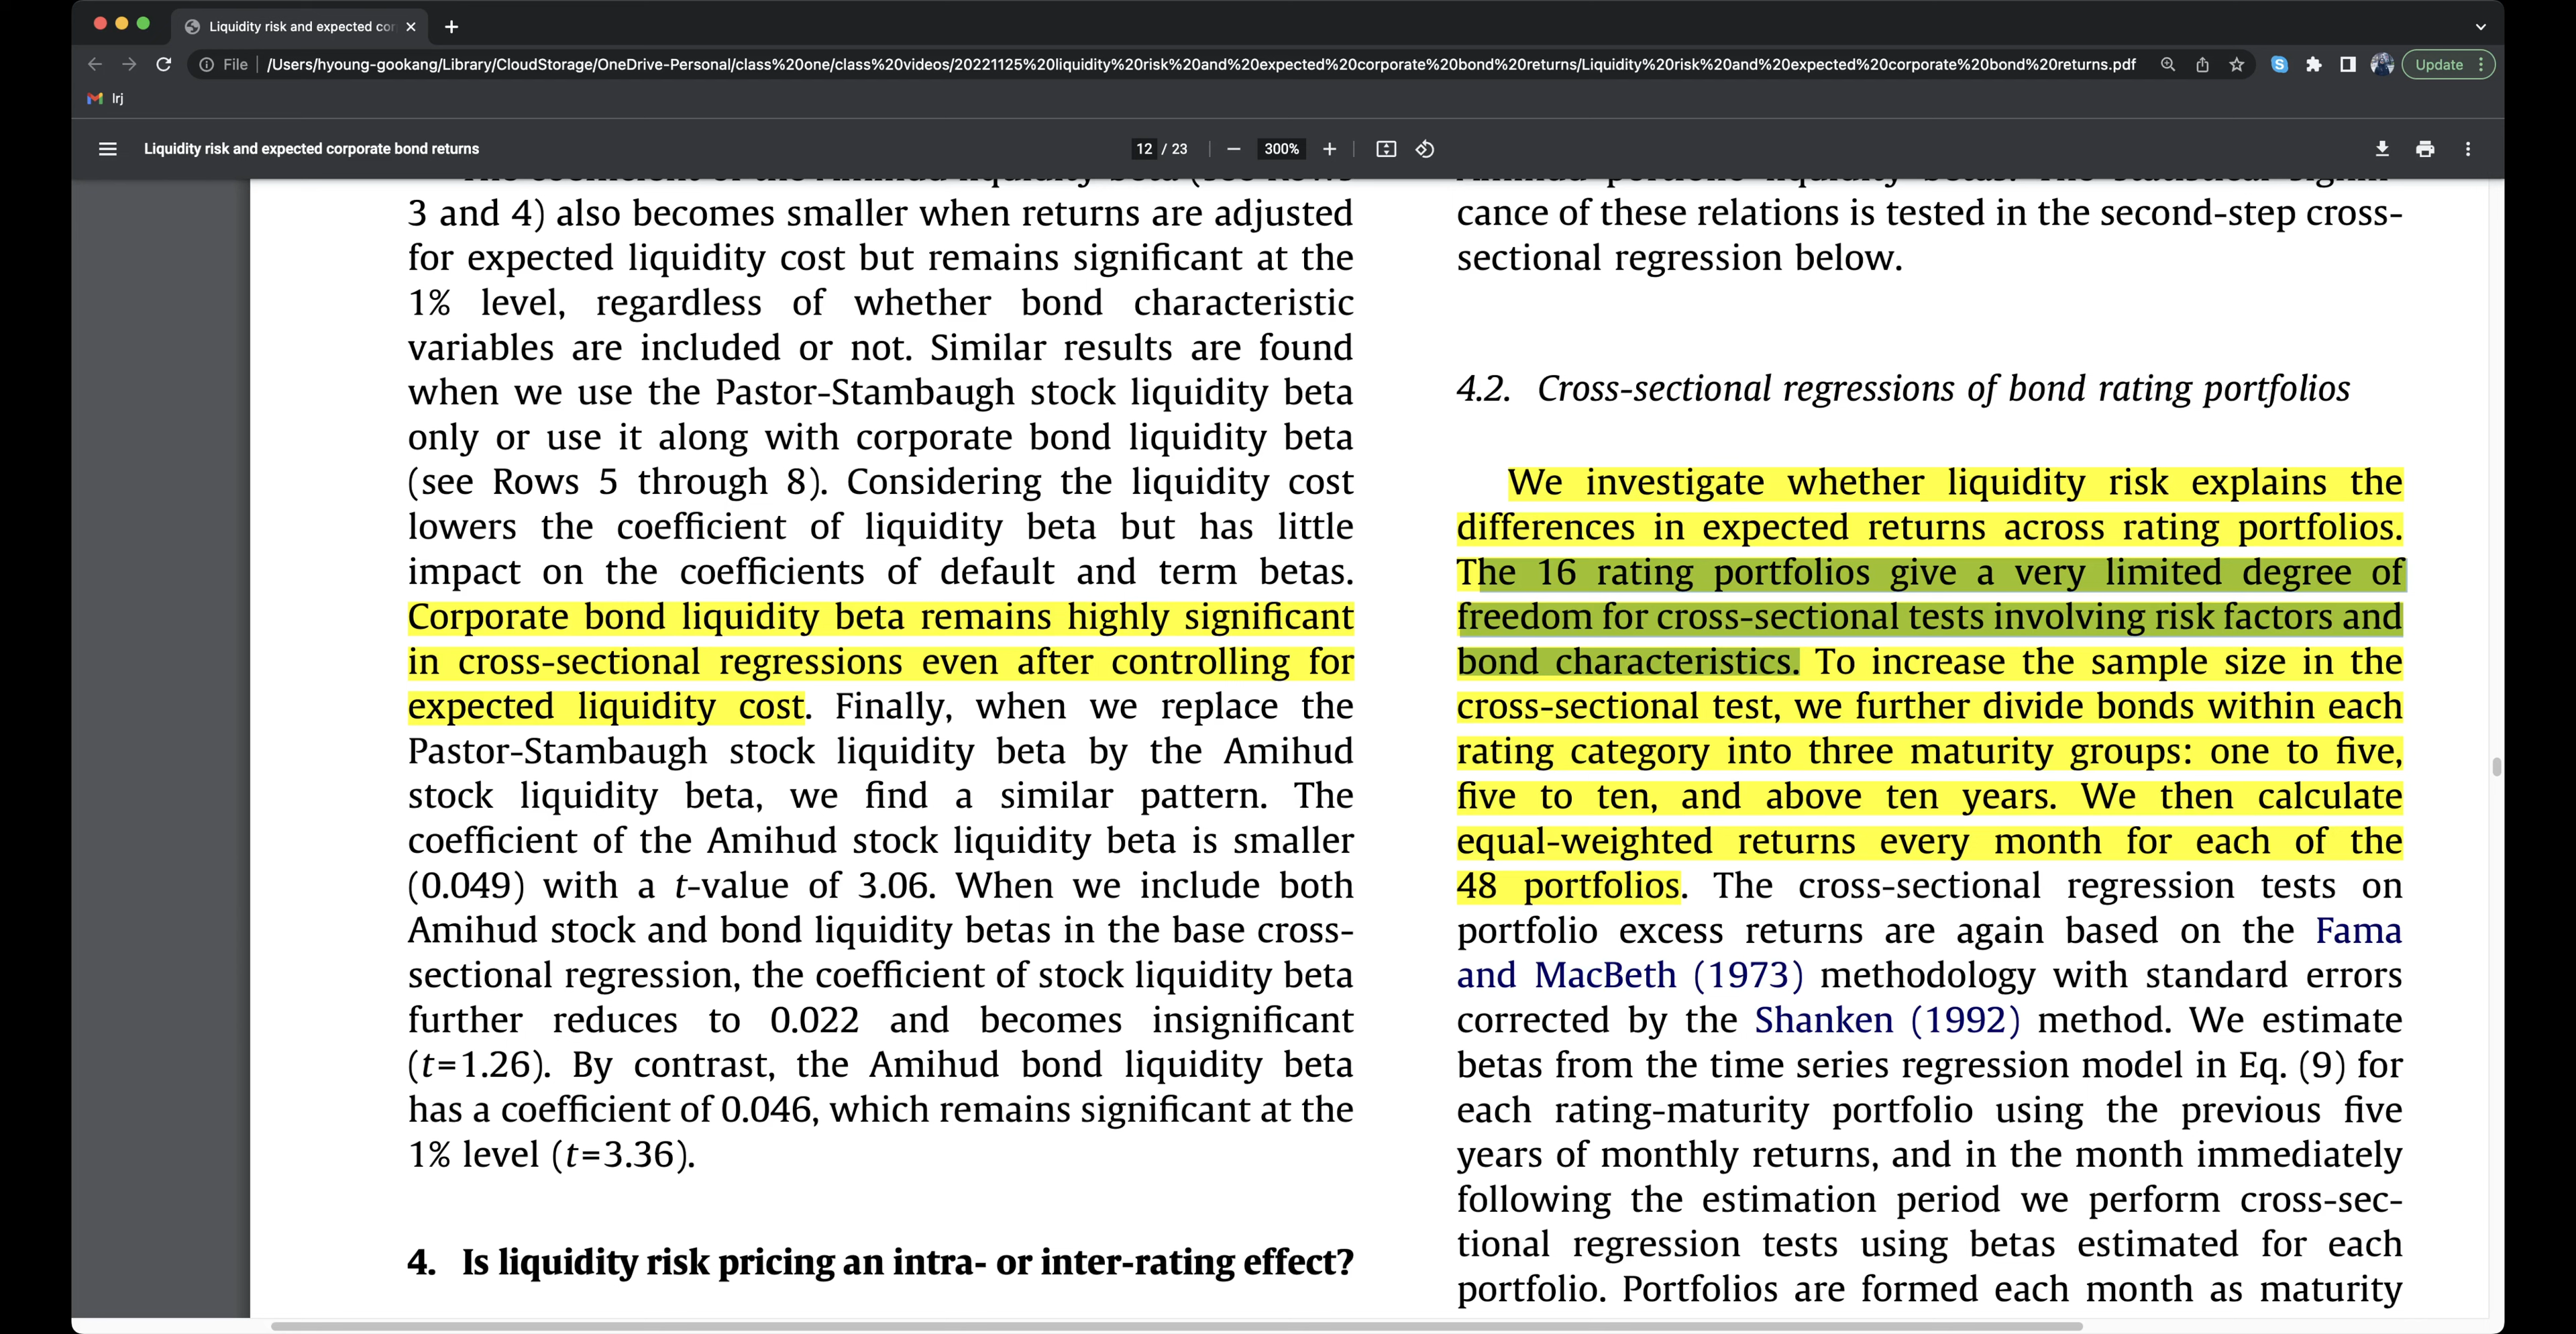 Liquidity risk and expected cor
File | /Users/hyoung-gookang/Library/CloudStorage/OneDrive-Personal/class%20one/class%20videos/20221125%20liquidity%20risk%20and%20expected%20corporate%20bond%20returns/Liquidity%20risk%20and%20expected%20corporate%20bond%20returns.pdf
Update
lrj
Liquidity risk and expected corporate bond returns
12 / 23
300%
3 and 4) also becomes smaller when returns are adjusted
for expected liquidity cost but remains significant at the
1% level, regardless of whether bond characteristic
variables are included or not. Similar results are found
when we use the Pastor-Stambaugh stock liquidity beta
only or use it along with corporate bond liquidity beta
(see Rows 5 through 8). Considering the liquidity cost
lowers the coefficient of liquidity beta but has little
impact on the coefficients of default and term betas.
Corporate bond liquidity beta remains highly significant
in cross-sectional regressions even after controlling for
expected liquidity cost. Finally, when we replace the
Pastor-Stambaugh stock liquidity beta by the Amihud
stock liquidity beta, we find a similar pattern. The
coefficient of the Amihud stock liquidity beta is smaller
(0.049) with a t-value of 3.06. When we include both
Amihud stock and bond liquidity betas in the base cross-
sectional regression, the coefficient of stock liquidity beta
further reduces to 0.022 and becomes insignificant
(t=1.26). By contrast, the Amihud bond liquidity beta
has a coefficient of 0.046, which remains significant at the
1% level (t=3.36).
4. Is liquidity risk pricing an intra- or inter-rating effect?
cance of these relations is tested in the second-step cross-
sectional regression below.
4.2. Cross-sectional regressions of bond rating portfolios
We investigate whether liquidity risk explains the
differences in expected returns across rating portfolios.
The 16 rating portfolios give a very limited degree of
freedom for cross-sectional tests involving risk factors and
bond characteristics. To increase the sample size in the
cross-sectional test, we further divide bonds within each
rating category into three maturity groups: one to five,
five to ten, and above ten years. We then calculate
equal-weighted returns every month for each of the
48 portfolios. The cross-sectional regression tests on
portfolio excess returns are again based on the Fama
and MacBeth (1973) methodology with standard errors
corrected by the Shanken (1992) method. We estimate
betas from the time series regression model in Eq. (9) for
each rating-maturity portfolio using the previous five
years of monthly returns, and in the month immediately
following the estimation period we perform cross-sec-
tional regression tests using betas estimated for each
portfolio. Portfolios are formed each month as maturity